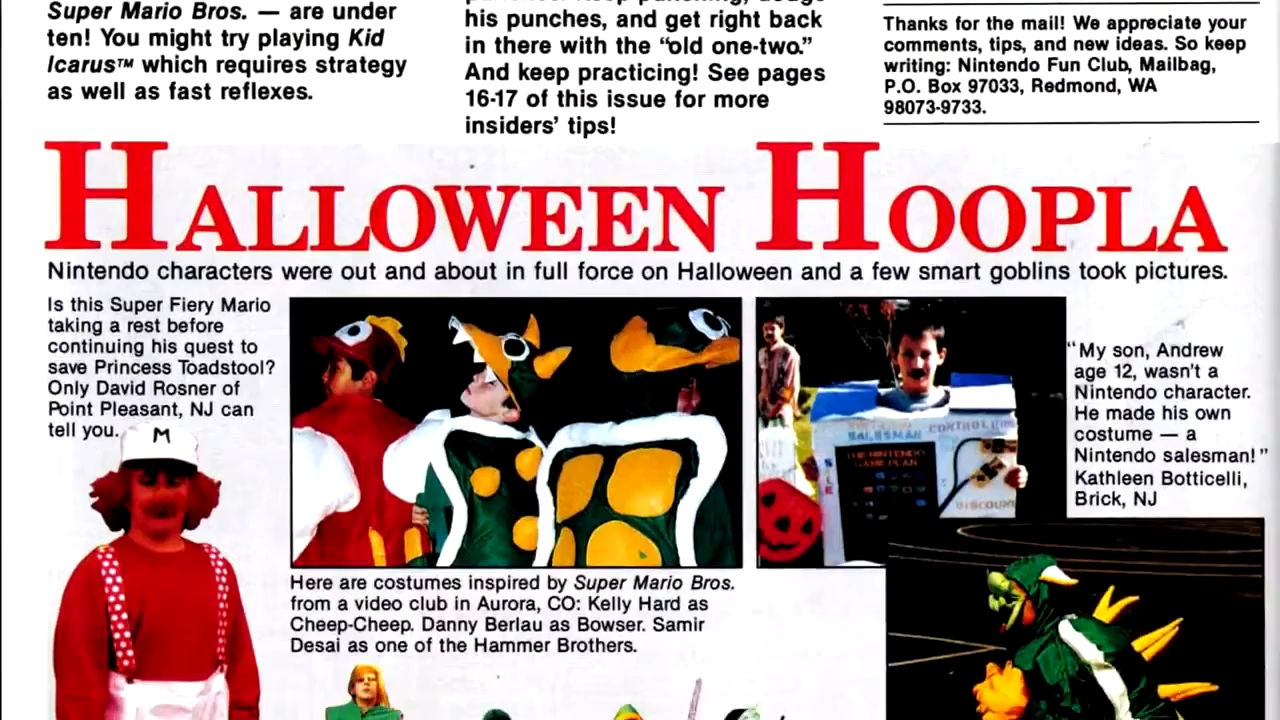 Super Mario Bros. — are under
ten! You might try playing Kid
Icarus™ which requires strategy
as well as fast reflexes.
his punches, and get right back
in there with the “old one-two.”
And keep practicing! See pages
16-17 of this issue for more
insiders’ tips!
Thanks for the mail! We appreciate your
comments, tips, and new ideas. So keep
writing: Nintendo Fun Club, Mailbag,
P.O. Box 97033, Redmond, WA
98073-9733.
HALLOWEEN HOOPLA
Nintendo characters were out and about in full force on Halloween and a few smart goblins took pictures.
Is this Super Fiery Mario
taking a rest before
continuing his quest to
save Princess Toadstool?
Only David Rosner of
Point Pleasant, NJ can
tell you.
M
Here are costumes inspired by Super Mario Bros.
from a video club in Aurora, CO: Kelly Hard as
Cheep-Cheep. Danny Berlau as Bowser. Samir
Desai as one of the Hammer Brothers.
SALESMAN
THE NINTENDO
GAME PLAN
SALE
DISCOUNT
“My son, Andrew
age 12, wasn’t a
Nintendo character.
He made his own
costume — a
Nintendo salesman!”
Kathleen Botticelli,
Brick, NJ